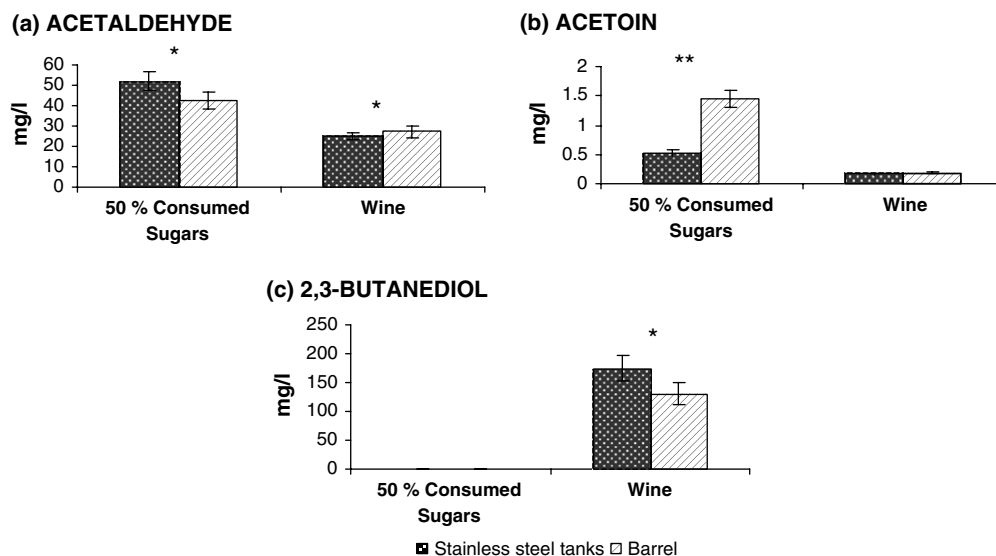 (a) ACETALDEHYDE
60
50
40
30
20
10
0
mg/l
*
*
50 % Consumed
Sugars
Wine
(b) ACETOIN
2
1.5
1
0.5
0
mg/l
**
50 % Consumed
Sugars
Wine
(c) 2,3-BUTANEDIOL
250
200
150
100
50
0
mg/l
*
50 % Consumed
Sugars
Wine
Stainless steel tanks
Barrel